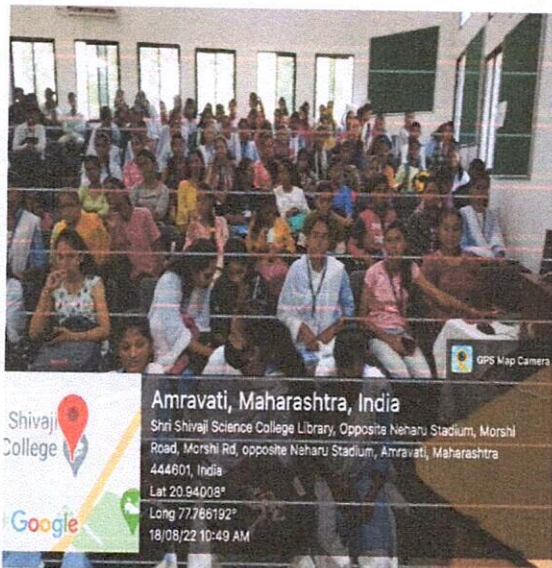 GPS Map Camera
Amravati, Maharashtra, India
Shri Shivaji Science College Library, Opposite Neharu Stadium, Morshi
Road, Morshi Rd, opposite Neharu Stadium, Amravati, Maharashtra
444601, India
Lat 20.94008°
Long 77.766192°
18/08/22 10:49 AM
Shivaji
College
Google